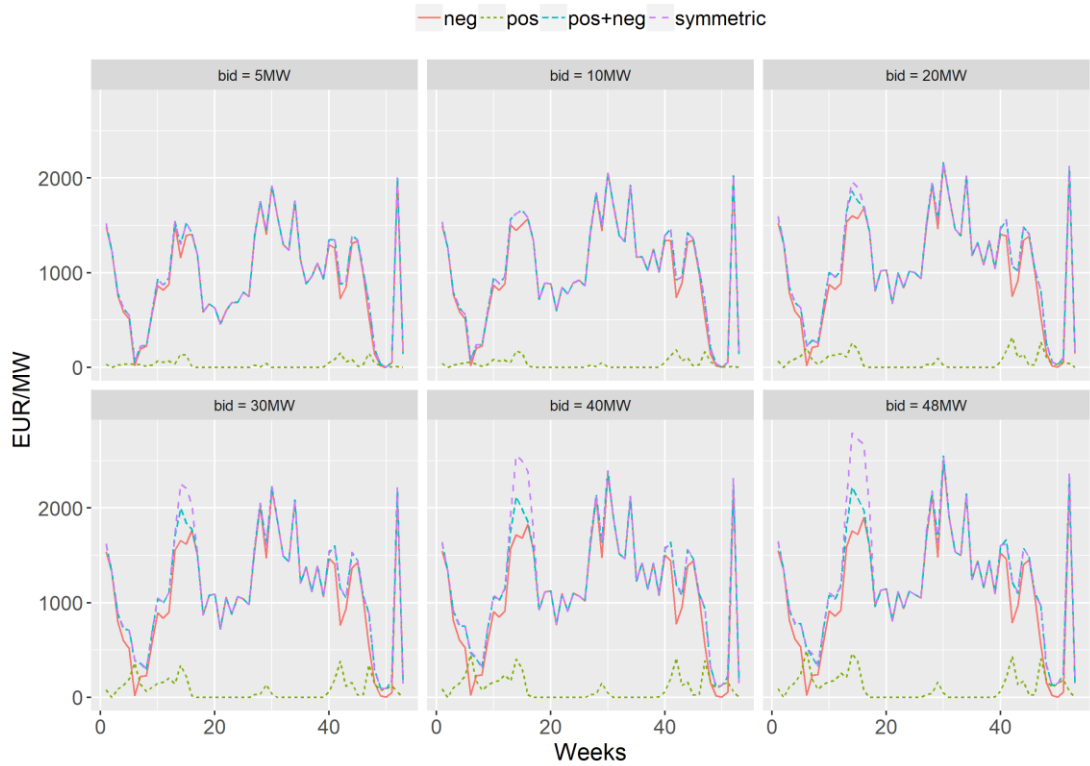 neg pos pos+neg symmetric
bid = 5MW bid = 10MW bid = 20MW
2000
1000
0
EUR/MW
bid = 30MW bid = 40MW bid = 48MW
2000
1000
0
0 20 40 0 20 40 0 20 40
Weeks